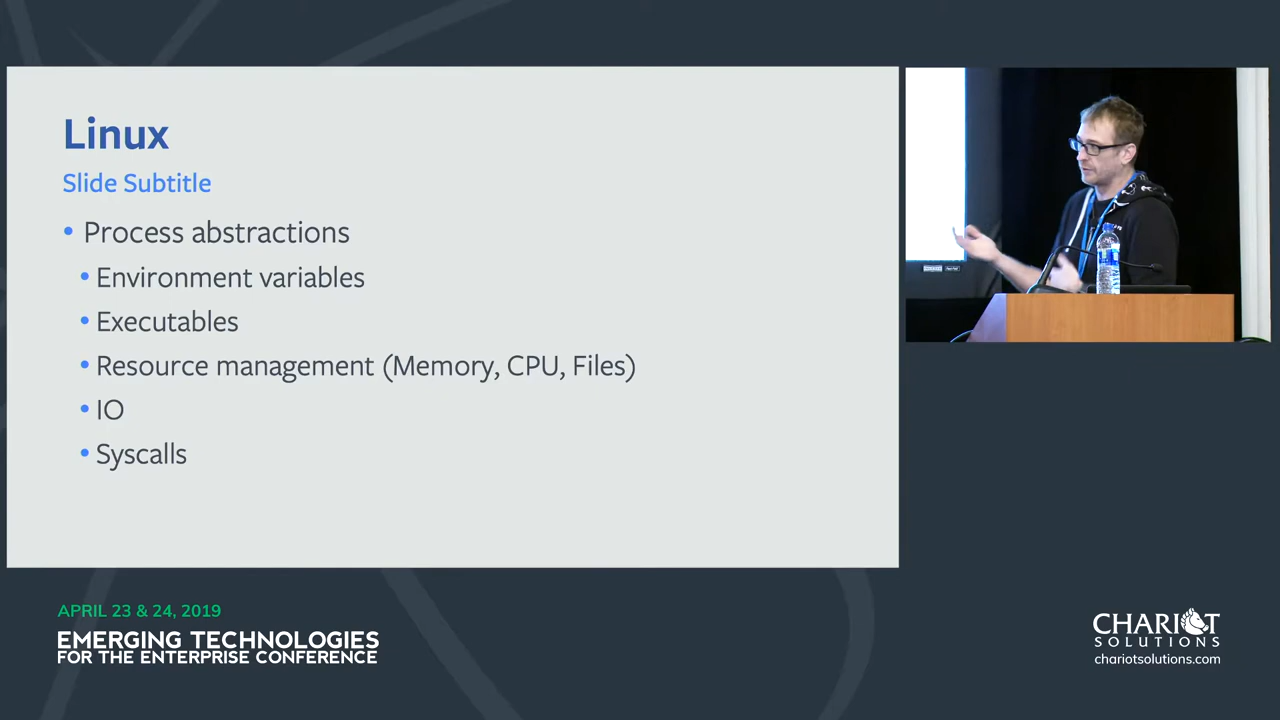 Linux
Slide Subtitle
• Process abstractions
• Environment variables
• Executables
• Resource management (Memory, CPU, Files)
• IO
• Syscalls
APRIL 23 & 24, 2019
EMERGING TECHNOLOGIES
FOR THE ENTERPRISE CONFERENCE
CHARIOT
SOLUTIONS
chariotsolutions.com